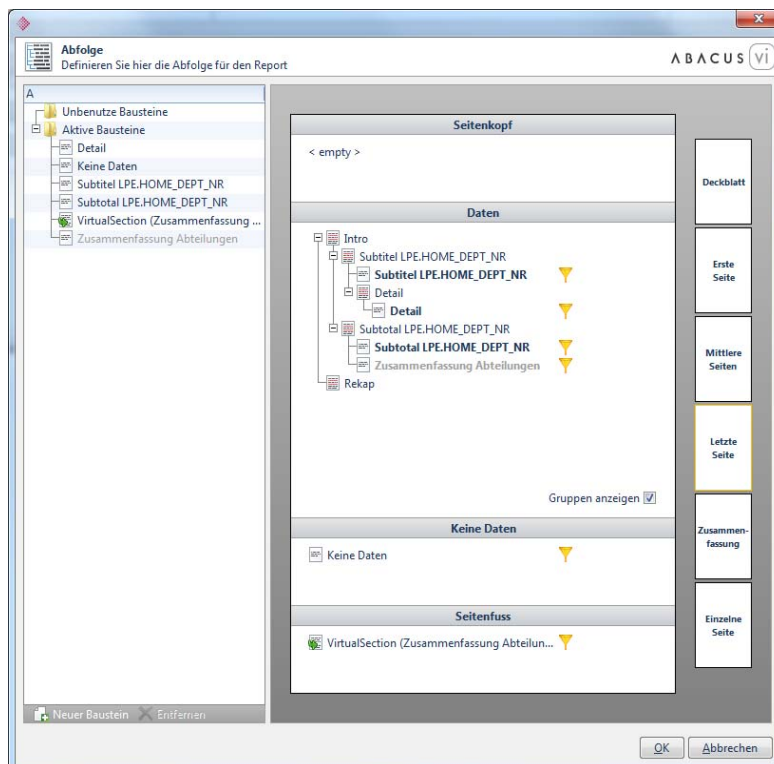 Abfolge
Definieren Sie hier die Abfolge für den Report
ABACUS vi
A
Unbenutze Bausteine
Aktive Bausteine
Detail
Keine Daten
Subtitel LPE.HOME_DEPT_NR
Subtotal LPE.HOME_DEPT_NR
VirtualSection (Zusammenfassung ...
Zusammenfassung Abteilungen
Neuer Baustein
Entfernen
Seitenkopf
< empty >
Daten
Intro
Subtitel LPE.HOME_DEPT_NR
Subtitel LPE.HOME_DEPT_NR
Detail
Detail
Subtotal LPE.HOME_DEPT_NR
Subtotal LPE.HOME_DEPT_NR
Zusammenfassung Abteilungen
Rekap
Gruppen anzeigen
Keine Daten
Keine Daten
Seitenfuss
VirtualSection (Zusammenfassung Abteilun...
Deckblatt
Erste
Seite
Mittlere
Seiten
Letzte
Seite
Zusammen-
fassung
Einzelne
Seite
OK
Abbrechen